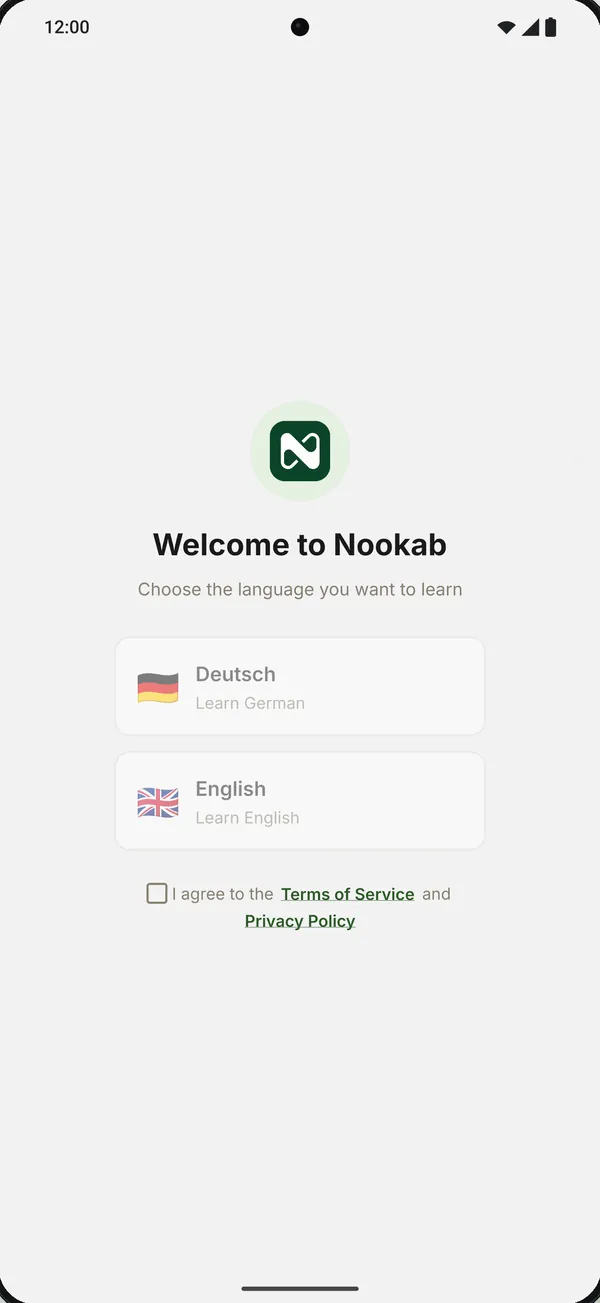 12:00
Welcome to Nookab
Choose the language you want to learn
Deutsch
Learn German
English
Learn English
I agree to the Terms of Service and
Privacy Policy